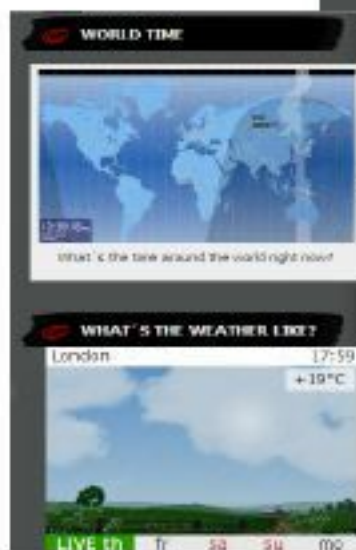 WORLD TIME
What´s the time around the world right now?
WHAT´S THE WEATHER LIKE?
London 17:59
+19°C
LIVE th fr sa su mo